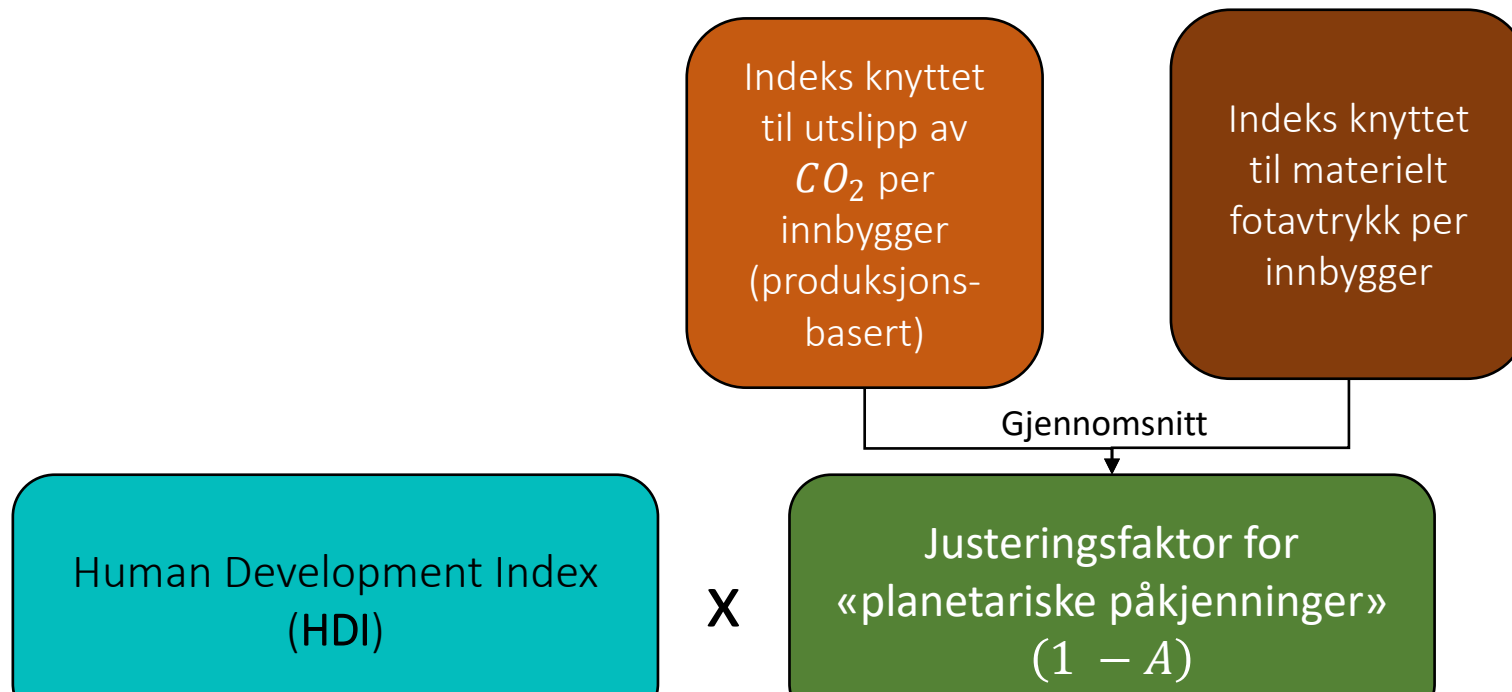 Indeks knyttet
til utslipp av
CO₂ per
innbygger
(produksjons-
basert)
Indeks knyttet
til materielt
fotavtrykk per
innbygger
Gjennomsnitt
Human Development Index
(HDI)
x
Justeringsfaktor for
«planetariske påkjenninger»
(1 − A)